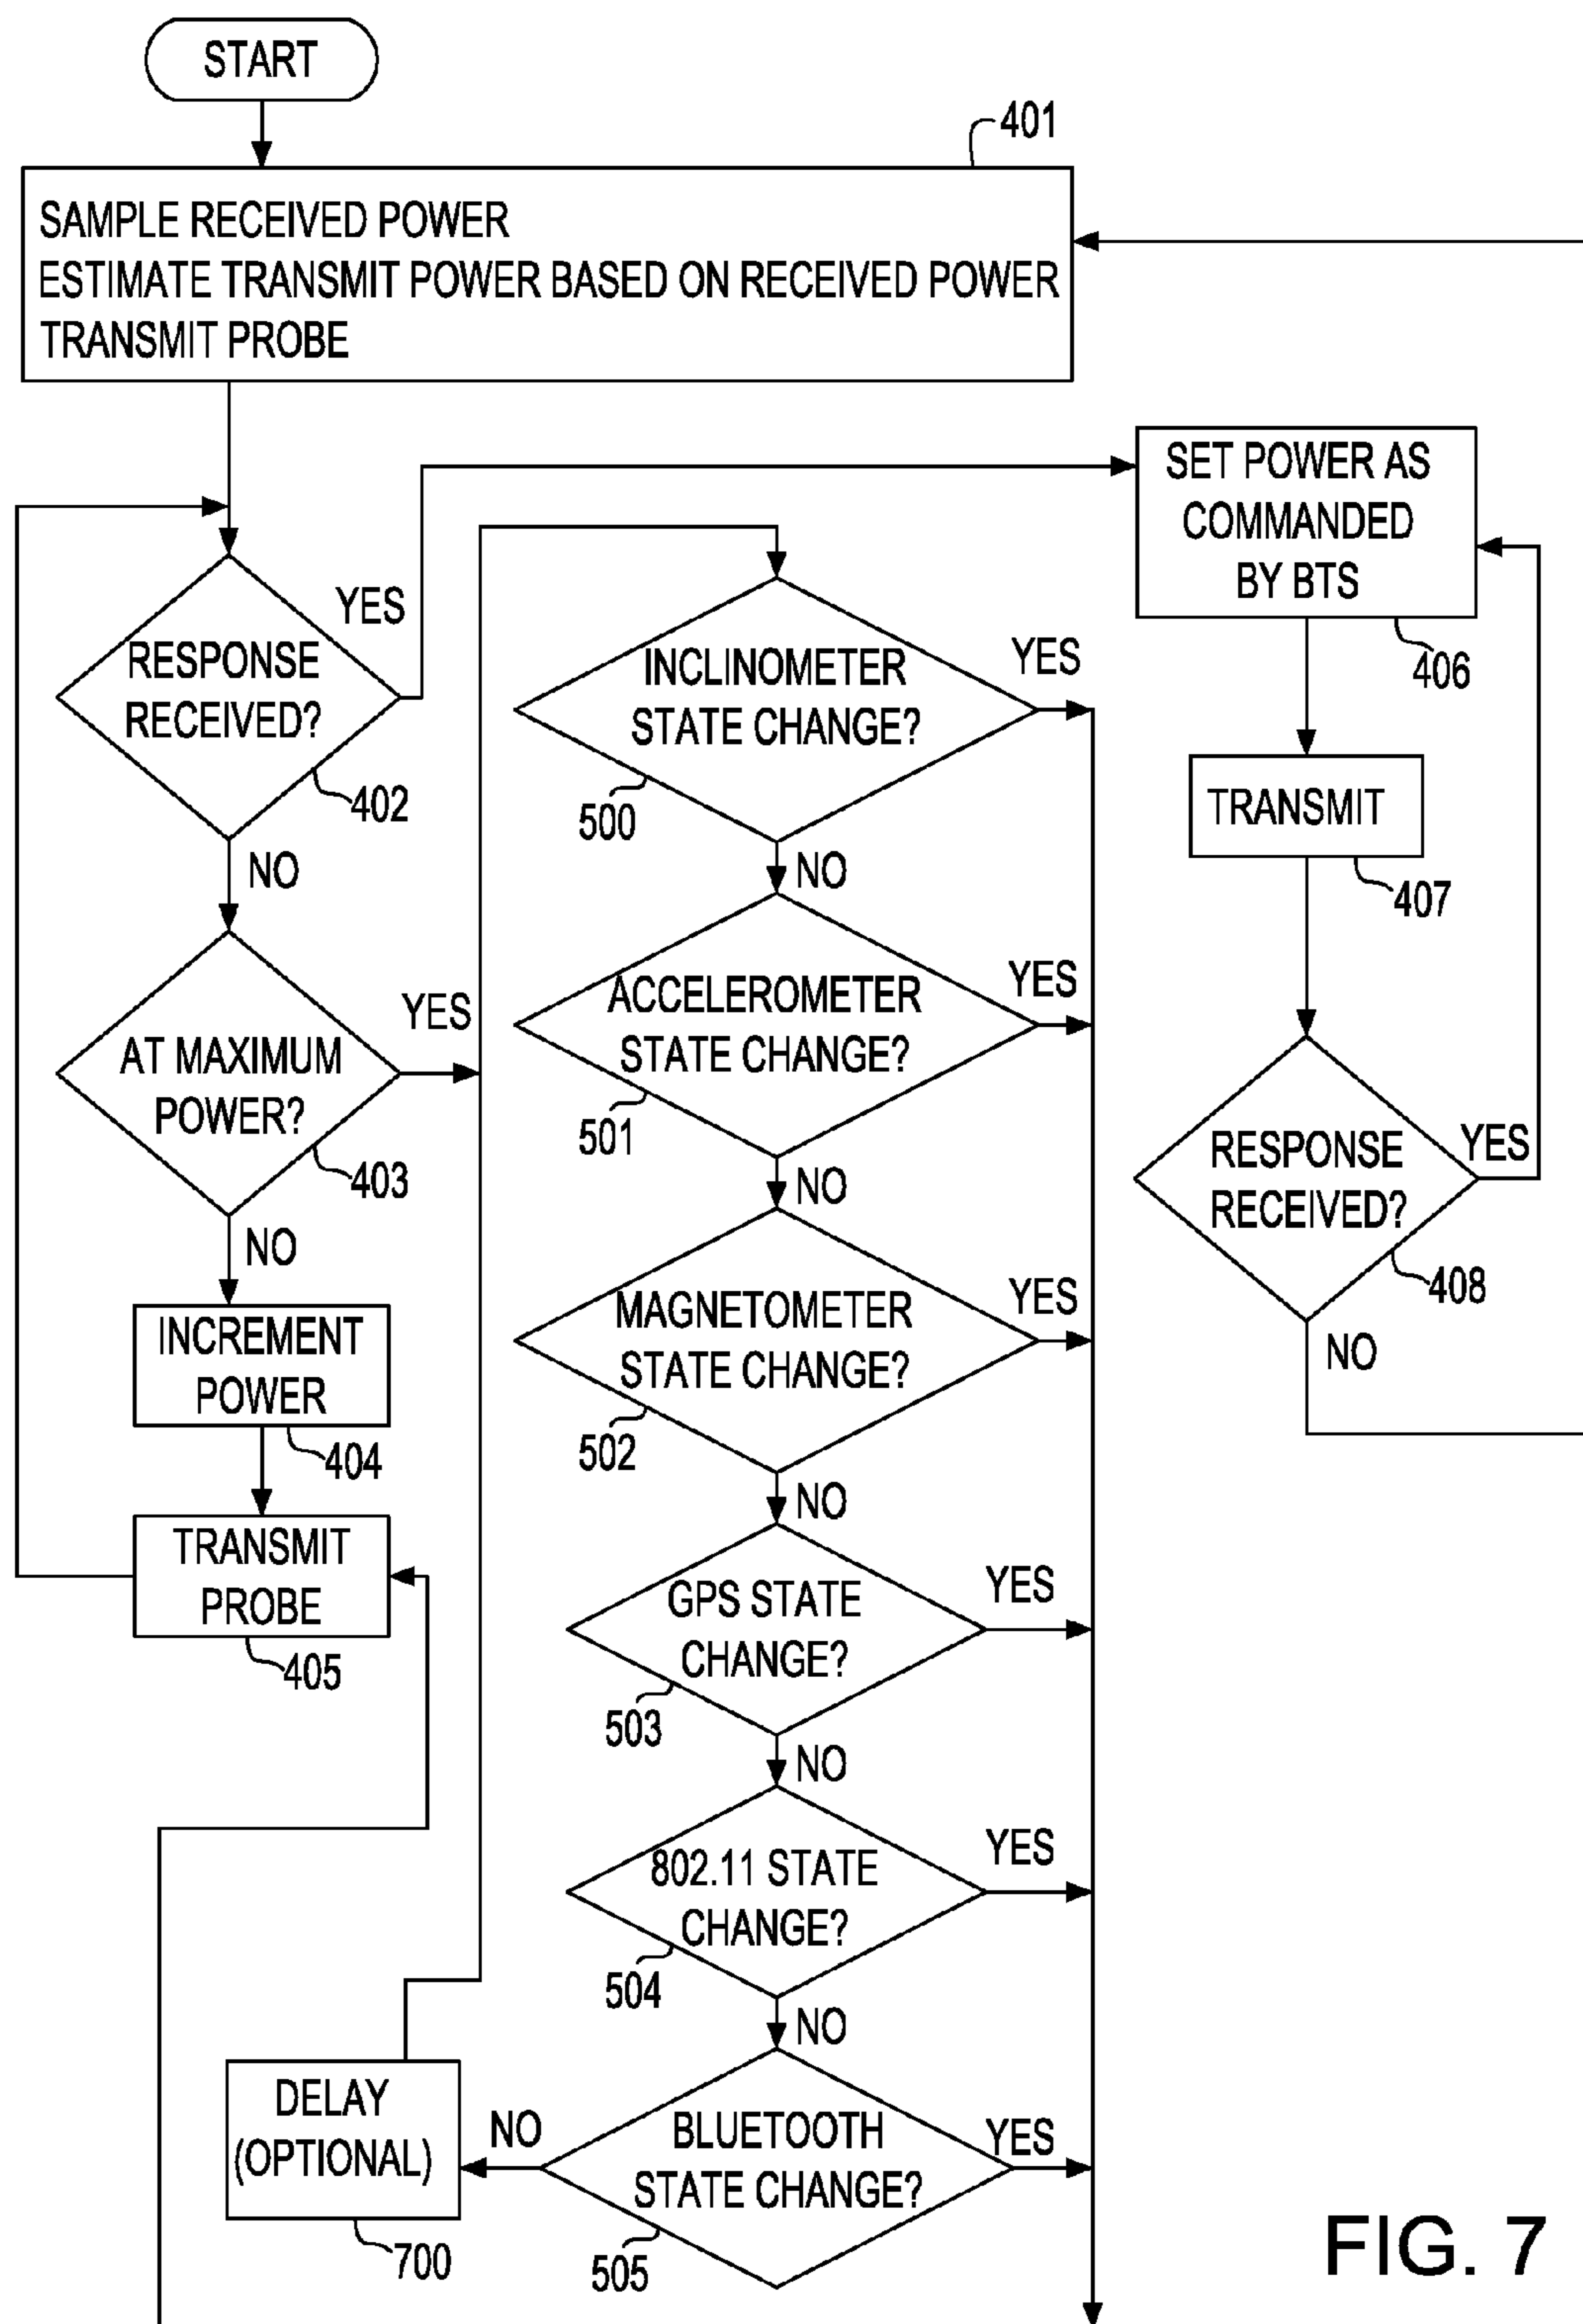 START
401
SAMPLE RECEIVED POWER
ESTIMATE TRANSMIT POWER BASED ON RECEIVED POWER
TRANSMIT PROBE
RESPONSE
RECEIVED?
YES
402
NO
AT MAXIMUM
POWER?
YES
403
NO
INCREMENT
POWER
404
TRANSMIT
PROBE
405
INCLINOMETER
STATE CHANGE?
YES
500
NO
ACCELEROMETER
STATE CHANGE?
YES
501
NO
MAGNETOMETER
STATE CHANGE?
YES
502
NO
GPS STATE
CHANGE?
YES
503
NO
802.11 STATE
CHANGE?
YES
504
NO
BLUETOOTH
STATE CHANGE?
YES
505
NO
DELAY
(OPTIONAL)
700
SET POWER AS
COMMANDED
BY BTS
406
TRANSMIT
407
RESPONSE
RECEIVED?
YES
408
NO
FIG. 7